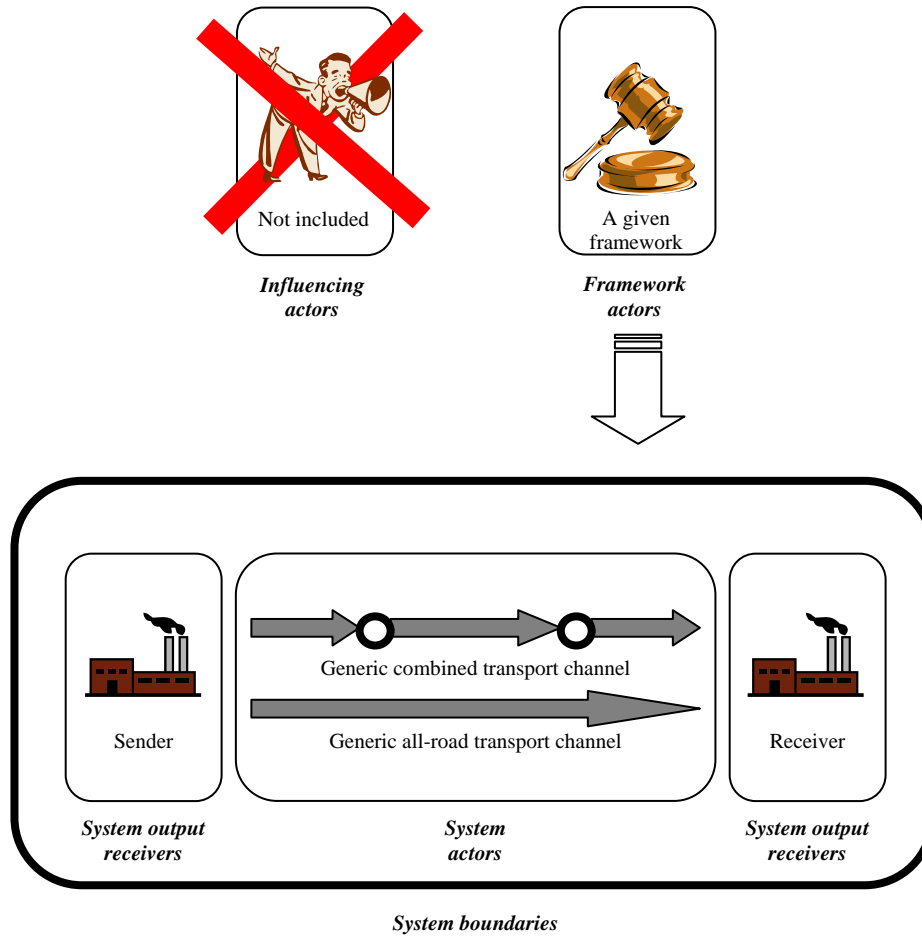 Not included
A given
framework
Influencing
actors
Framework
actors
Generic combined transport channel
Sender
Generic all-road transport channel
Receiver
System output
receivers
System
actors
System output
receivers
System boundaries